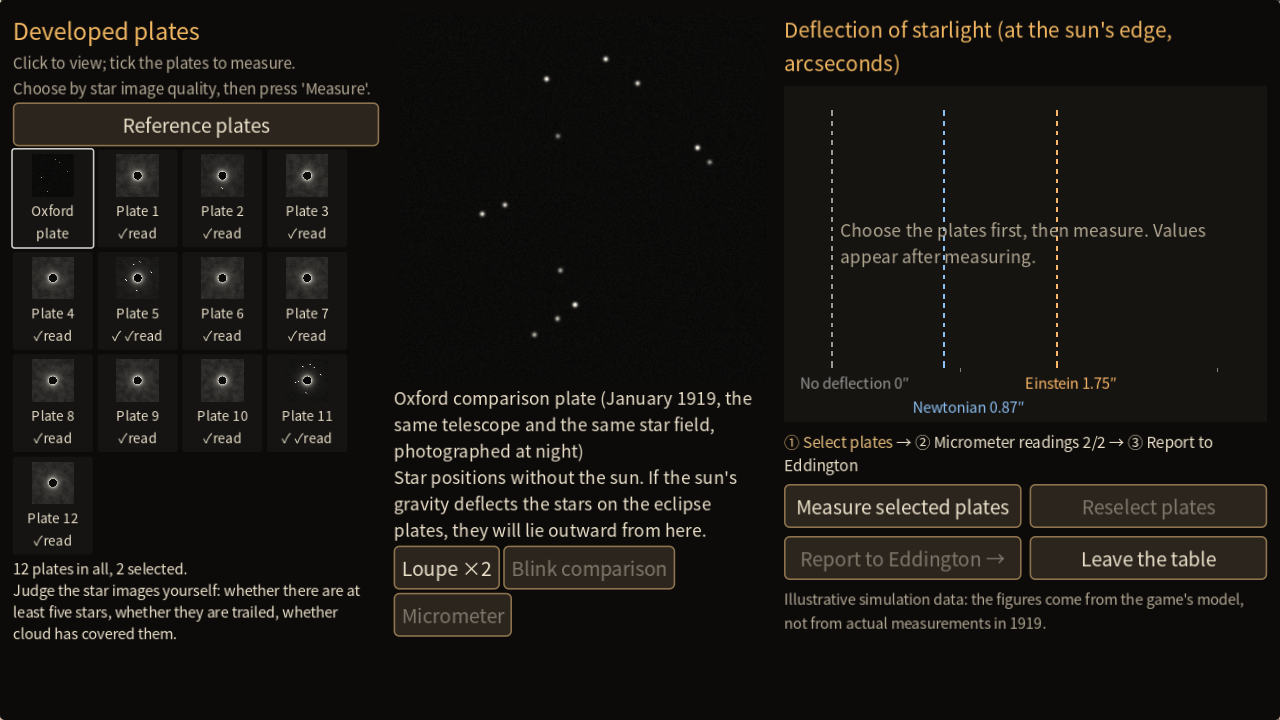 Developed plates
Click to view; tick the plates to measure.
Choose by star image quality, then press 'Measure'.
Reference plates
Oxford
plate
Plate 1
✓read
Plate 2
✓read
Plate 3
✓read
Plate 4
✓read
Plate 5
✓ ✓read
Plate 6
✓read
Plate 7
✓read
Plate 8
✓read
Plate 9
✓read
Plate 10
✓read
Plate 11
✓ ✓read
Plate 12
✓read
12 plates in all, 2 selected.
Judge the star images yourself: whether there are at
least five stars, whether they are trailed, whether
cloud has covered them.
Oxford comparison plate (January 1919, the
same telescope and the same star field,
photographed at night)
Star positions without the sun. If the sun's
gravity deflects the stars on the eclipse
plates, they will lie outward from here.
Loupe ×2
Blink comparison
Micrometer
Deflection of starlight (at the sun's edge,
arcseconds)
Choose the plates first, then measure. Values
appear after measuring.
No deflection 0″
Einstein 1.75″
Newtonian 0.87″
① Select plates → ② Micrometer readings 2/2 → ③ Report to
Eddington
Measure selected plates
Reselect plates
Report to Eddington →
Leave the table
Illustrative simulation data: the figures come from the game's model,
not from actual measurements in 1919.